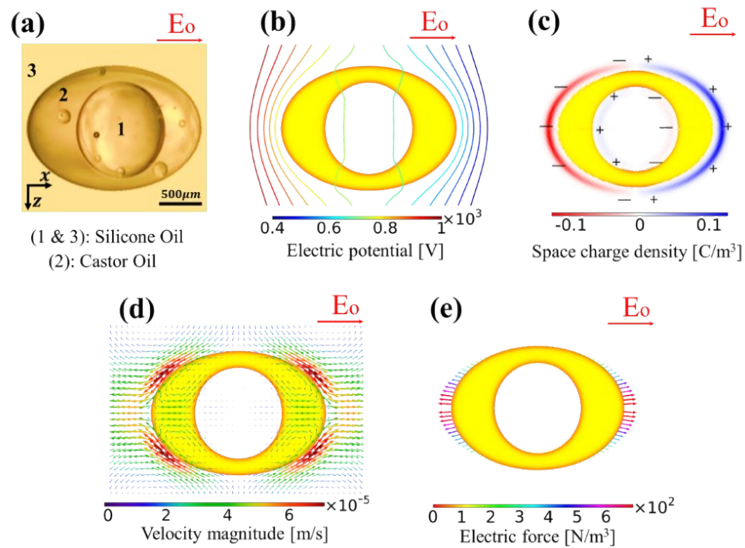 (a)
Eo
3
2
1
x
z
500μm
(1 & 3): Silicone Oil
(2): Castor Oil
(b)
Eo
0.4 0.6 0.8 1 ×10³
Electric potential [V]
(c)
Eo
— +
— +
— + — +
— + — +
— + — +
— +
-0.1 0 0.1
Space charge density [C/m³]
(d)
Eo
0 2 4 6 ×10⁻⁵
Velocity magnitude [m/s]
(e)
Eo
0 1 2 3 4 5 6 ×10²
Electric force [N/m³]